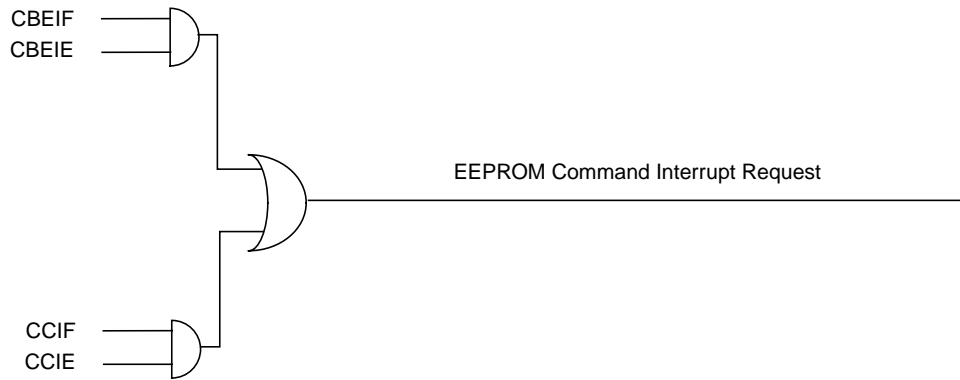 CBEIF
CBEIE
EEPROM Command Interrupt Request
CCIF
CCIE